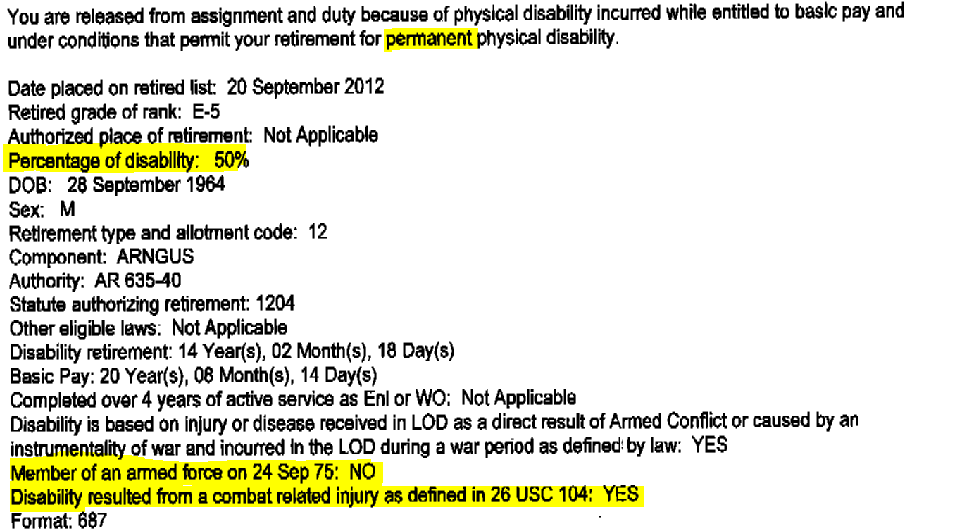 You are released from assignment and duty because of physical disability incurred while entitled to basic pay and
under conditions that permit your retirement for permanent physical disability.
Date placed on retired list: 20 September 2012
Retired grade of rank: E-5
Authorized place of retirement: Not Applicable
Percentage of disability: 50%
DOB: 28 September 1964
Sex: M
Retirement type and allotment code: 12
Component: ARNGUS
Authority: AR 635-40
Statute authorizing retirement: 1204
Other eligible laws: Not Applicable
Disability retirement: 14 Year(s), 02 Month(s), 18 Day(s)
Basic Pay: 20 Year(s), 08 Month(s), 14 Day(s)
Completed over 4 years of active service as Enl or WO: Not Applicable
Disability is based on injury or disease received in LOD as a direct result of Armed Conflict or caused by an
instrumentality of war and incurred in the LOD during a war period as defined by law: YES
Member of an armed force on 24 Sep 75: NO
Disability resulted from a combat related injury as defined in 26 USC 104: YES
Format: 687